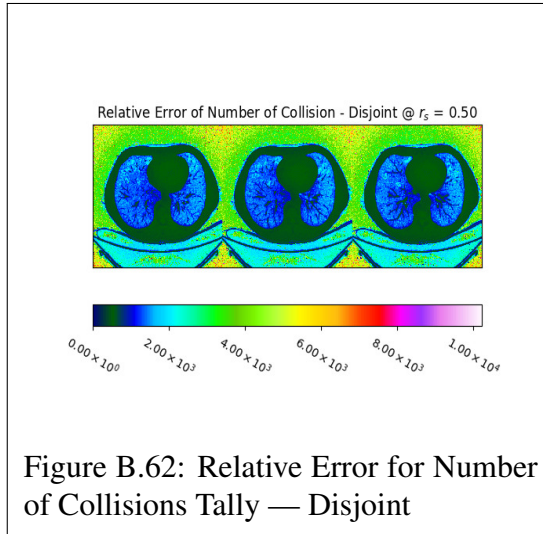 Relative Error of Number of Collision - Disjoint @ rₛ = 0.50
0.00 × 10⁰ 2.00 × 10³ 4.00 × 10³ 6.00 × 10³ 8.00 × 10³ 1.00 × 10⁴
Figure B.62: Relative Error for Number
of Collisions Tally — Disjoint